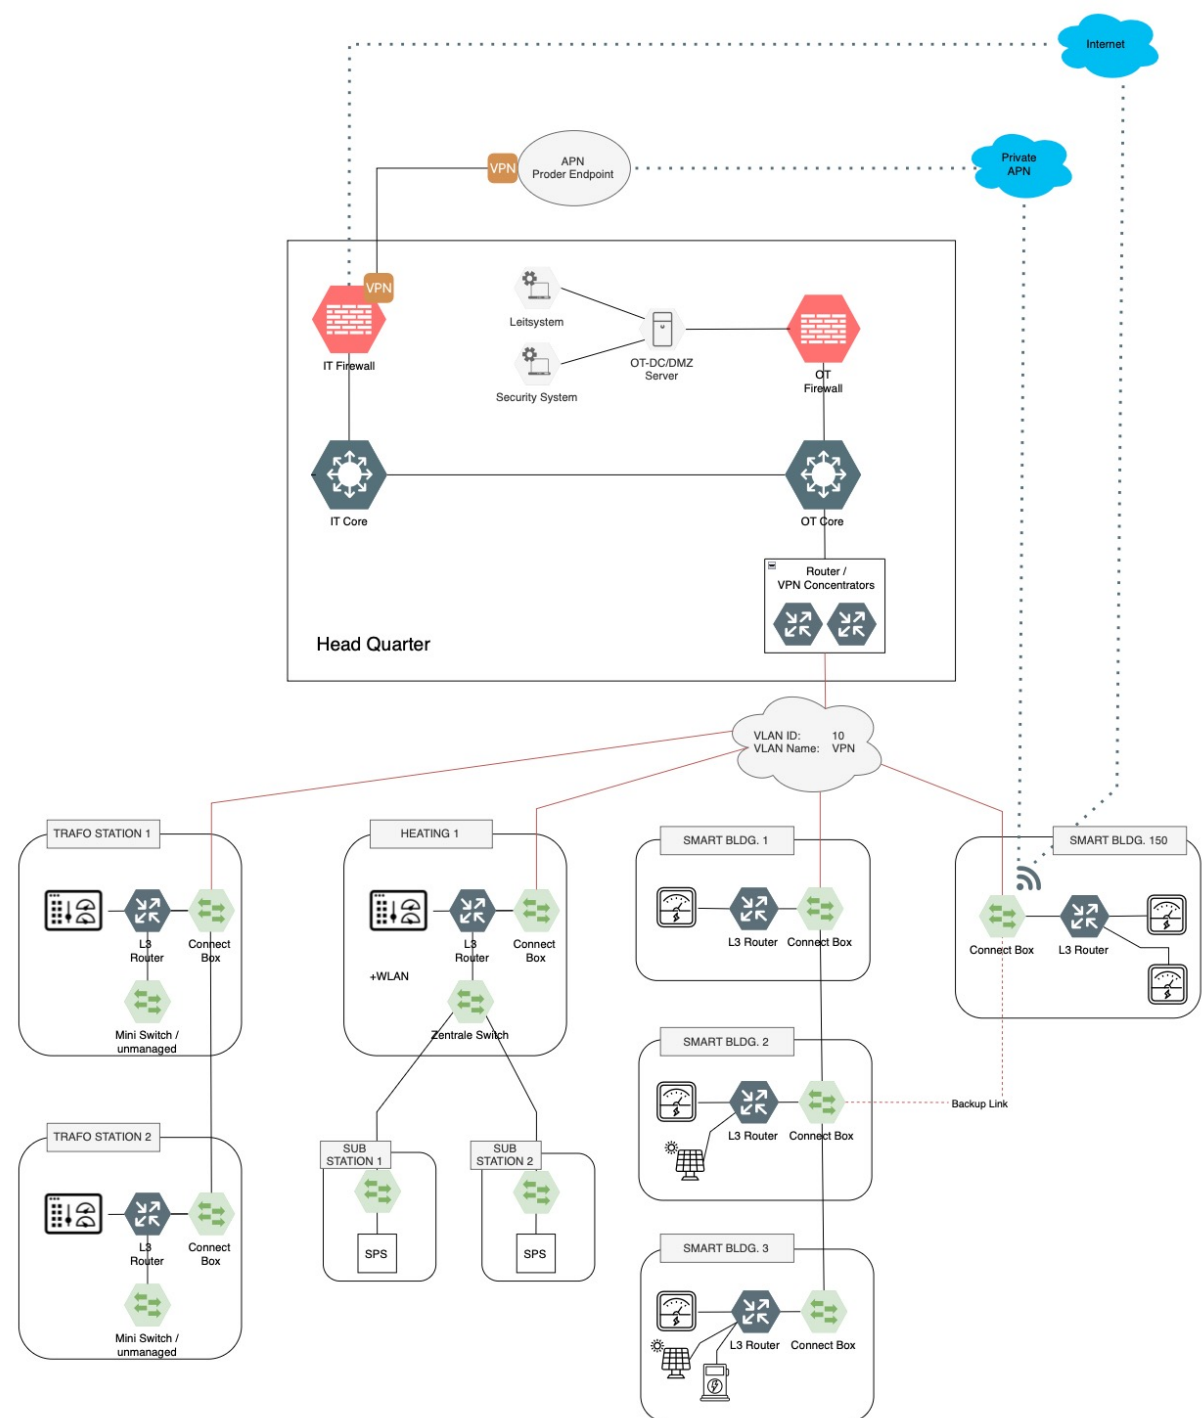 Internet
Private
APN
APN
Proder Endpoint
VPN
VPN
IT Firewall
Leitsystem
Security System
OT-DC/DMZ
Server
OT
Firewall
IT Core
OT Core
Router /
VPN Concentrators
Head Quarter
VLAN ID: 10
VLAN Name: VPN
TRAFO STATION 1
L3
Router
Connect
Box
Mini Switch /
unmanaged
HEATING 1
L3
Router
Connect
Box
+WLAN
Zentrale Switch
SMART BLDG. 1
L3 Router
Connect Box
SMART BLDG. 150
Connect Box
L3 Router
SMART BLDG. 2
L3 Router
Connect Box
Backup Link
TRAFO STATION 2
L3
Router
Connect
Box
Mini Switch /
unmanaged
SUB
STATION 1
SPS
SUB
STATION 2
SPS
SMART BLDG. 3
L3 Router
Connect Box